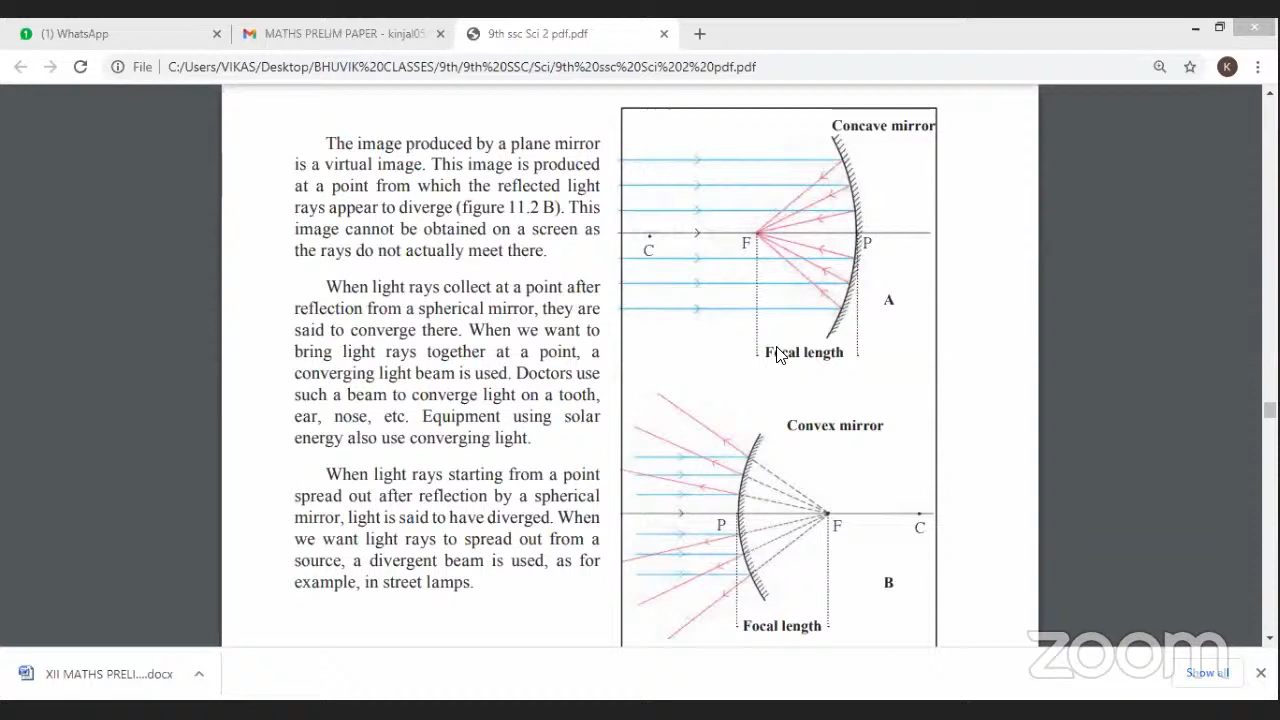 (1) WhatsApp
MATHS PRELIM PAPER - kinjal05
9th ssc Sci 2 pdf.pdf
File
C:/Users/VIKAS/Desktop/BHUVIK%20CLASSES/9th/9th%20SSC/Sci/9th%20ssc%20Sci%202%20pdf.pdf
K
The image produced by a plane mirror
is a virtual image. This image is produced
at a point from which the reflected light
rays appear to diverge (figure 11.2 B). This
image cannot be obtained on a screen as
the rays do not actually meet there.
When light rays collect at a point after
reflection from a spherical mirror, they are
said to converge there. When we want to
bring light rays together at a point, a
converging light beam is used. Doctors use
such a beam to converge light on a tooth,
ear, nose, etc. Equipment using solar
energy also use converging light.
When light rays starting from a point
spread out after reflection by a spherical
mirror, light is said to have diverged. When
we want light rays to spread out from a
source, a divergent beam is used, as for
example, in street lamps.
Concave mirror
C
F
P
A
Focal length
Convex mirror
P
F
C
B
Focal length
zoom
XII MATHS PRELI....docx
Show all